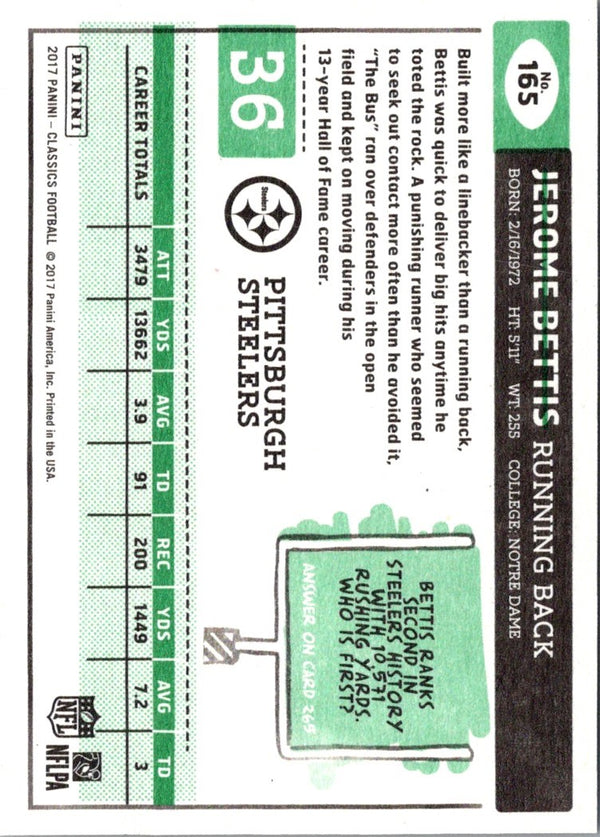 No.
165
JEROME BETTIS RUNNING BACK
BORN: 2/16/1972 HT: 5'11" WT: 255 COLLEGE: NOTRE DAME
Built more like a linebacker than a running back,
Bettis was quick to deliver big hits anytime he
toted the rock. A punishing runner who seemed
to seek out contact more often than he avoided it,
"The Bus" ran over defenders in the open
field and kept on moving during his
13-year Hall of Fame career.
BETTIS RANKS
SECOND IN
STEELERS HISTORY
WITH 10,571
RUSHING YARDS.
WHO IS FIRST?
ANSWER ON CARD 265
36
Steelers
PITTSBURGH
STEELERS
ATT YDS AVG TD REC YDS AVG TD
CAREER TOTALS 3479 13662 3.9 91 200 1449 7.2 3
PANINI
2017 PANINI – CLASSICS FOOTBALL © 2017 Panini America, Inc. Printed in the USA.
NFL
NFLPA